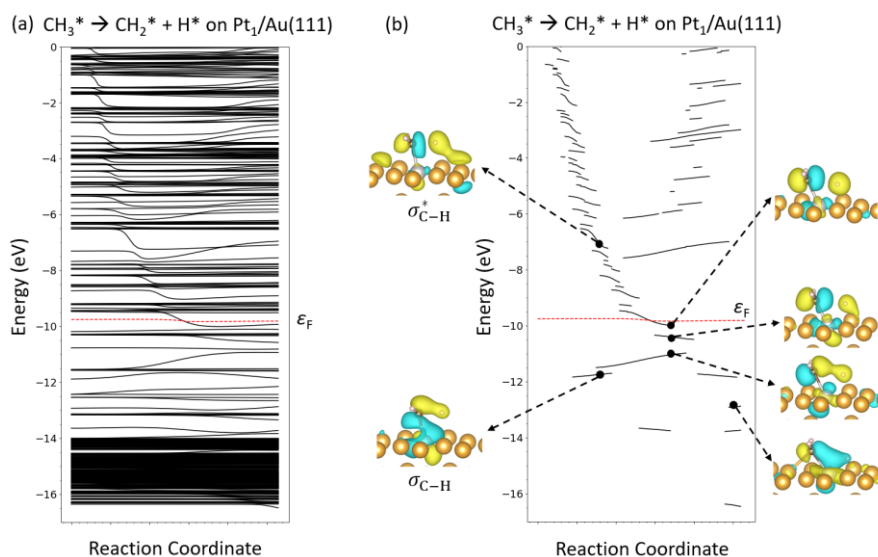 (a) CH₃* → CH₂* + H* on Pt₁/Au(111)
0
−2
−4
−6
−8
−10
−12
−14
−16
Energy (eV)
εF
Reaction Coordinate
(b) CH₃* → CH₂* + H* on Pt₁/Au(111)
0
−2
−4
−6
−8
−10
−12
−14
−16
Energy (eV)
σ*C−H
σC−H
εF
Reaction Coordinate